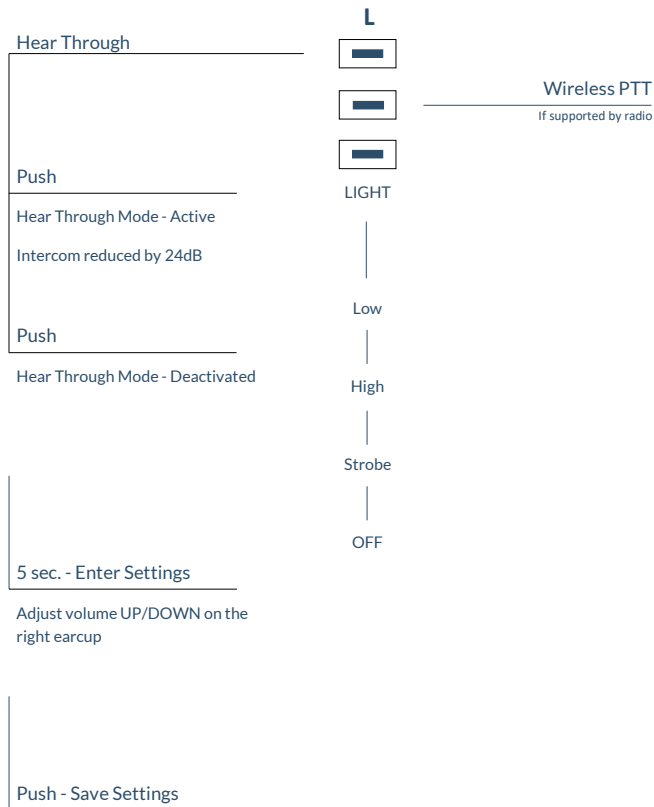 L
Hear Through
Wireless PTT
If supported by radio
Push
LIGHT
Hear Through Mode - Active
Intercom reduced by 24dB
Low
Push
Hear Through Mode - Deactivated
High
Strobe
OFF
5 sec. - Enter Settings
Adjust volume UP/DOWN on the
right earcup
Push - Save Settings